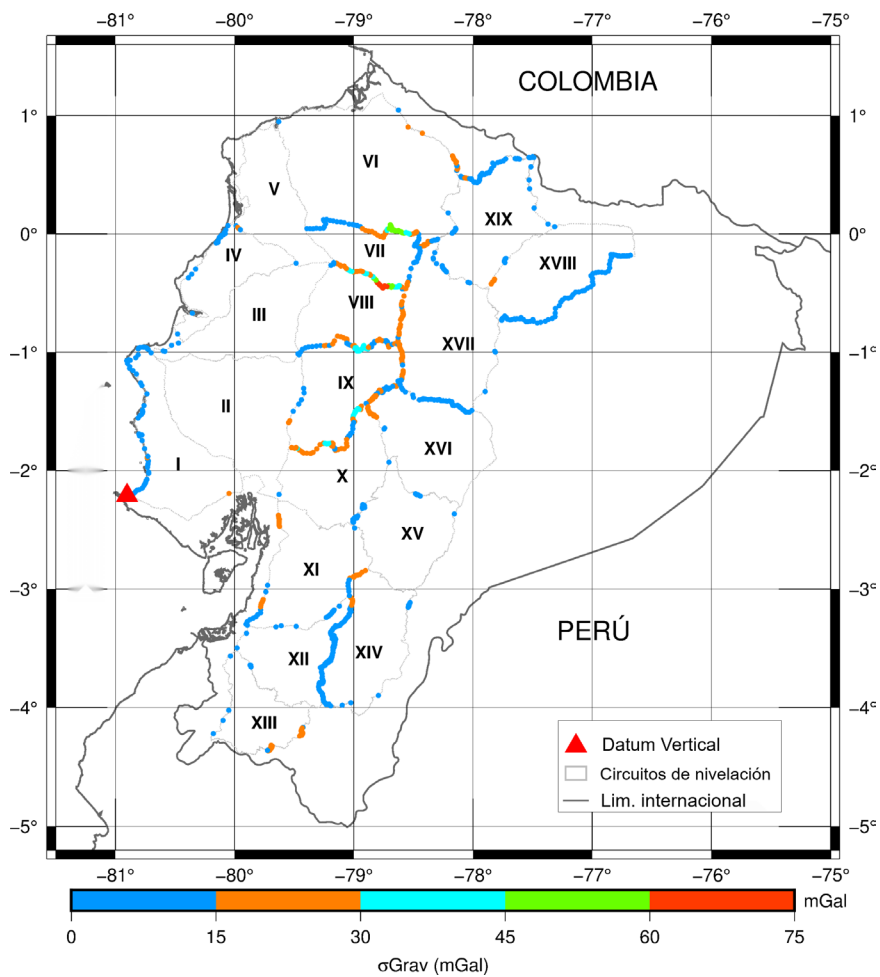 −81° −80° −79° −78° −77° −76° −75°
COLOMBIA
1° 1°
VI
V
XIX
0° 0°
IV VII XVIII
VIII
III
XVII
−1° −1°
IX
II
XVI
I
−2° −2°
X
XV
XI
−3° −3°
PERÚ
XII XIV
XIII
−4° −4°
Datum Vertical
Circuitos de nivelación
Lim. internacional
−5° −5°
−81° −80° −79° −78° −77° −76° −75°
mGal
0 15 30 45 60 75
σGrav (mGal)